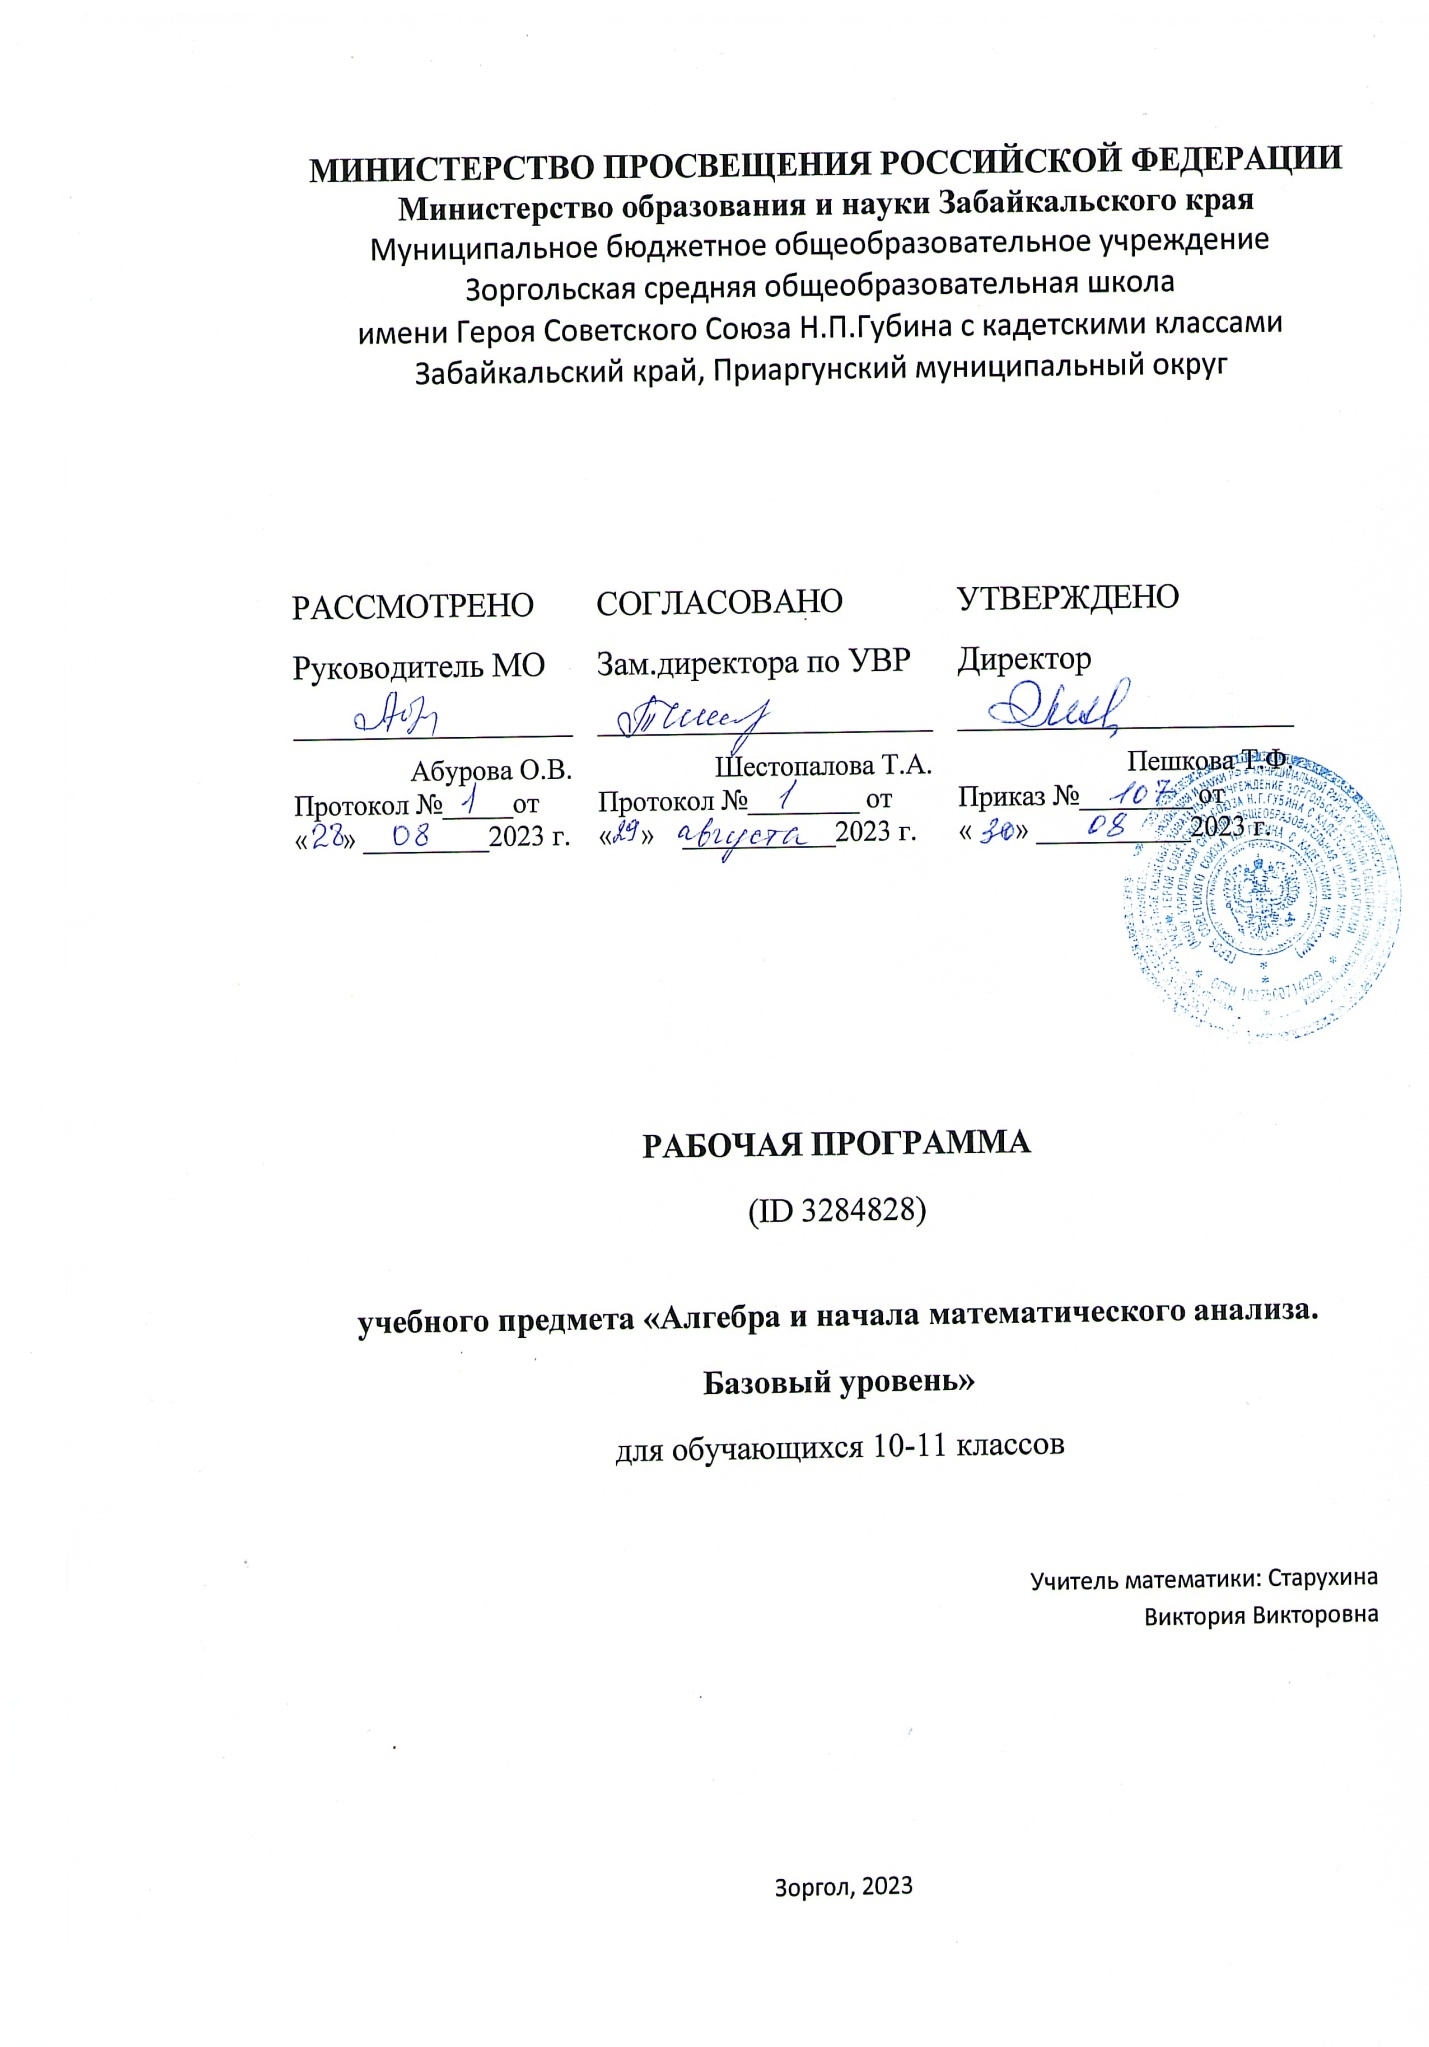 МИНИСТЕРСТВО ПРОСВЕЩЕНИЯ РОССИЙСКОЙ ФЕДЕРАЦИИ
Министерство образования и науки Забайкальского края
Муниципальное бюджетное общеобразовательное учреждение
Зоргольская средняя общеобразовательная школа
имени Героя Советского Союза Н.П.Губина с кадетскими классами
Забайкальский край, Приаргунский муниципальный округ
РАССМОТРЕНО
Руководитель МО
Абурова О.В.
Протокол № 1 от
«28» 08 2023 г.
СОГЛАСОВАНО
Зам.директора по УВР
Шестопалова Т.А.
Протокол № 1 от
«29» августа 2023 г.
УТВЕРЖДЕНО
Директор
Пешкова Т.Ф.
Приказ № 107 от
« 30» 08 2023 г.
РАБОЧАЯ ПРОГРАММА
(ID 3284828)
учебного предмета «Алгебра и начала математического анализа.
Базовый уровень»
для обучающихся 10-11 классов
Учитель математики: Старухина
Виктория Викторовна
Зоргол, 2023